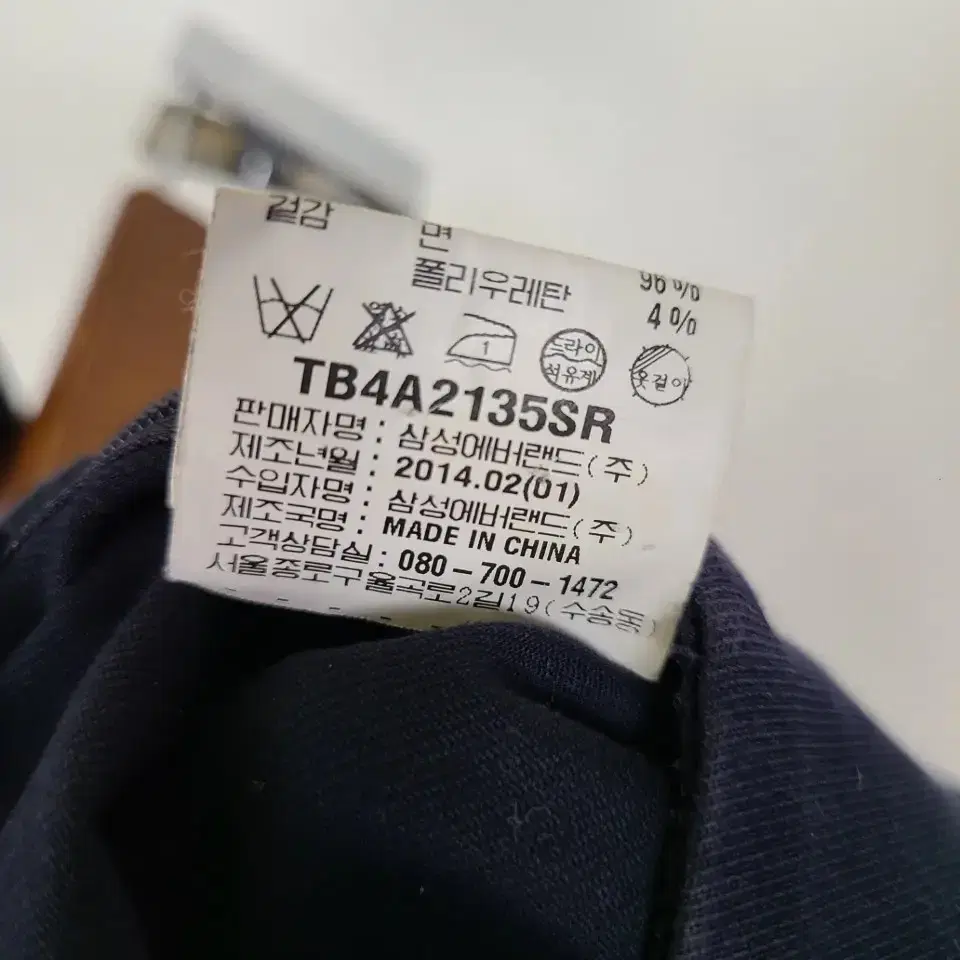 겉감 면 96%
폴리우레탄 4%
1 드라이 석유계 옷걸이
TB4A2135SR
판매자명 : 삼성에버랜드(주)
제조년월 : 2014.02(01)
수입자명 : 삼성에버랜드(주)
제조국명 : MADE IN CHINA
고객상담실 : 080-700-1472
서울종로구율곡로2길19(수송동)